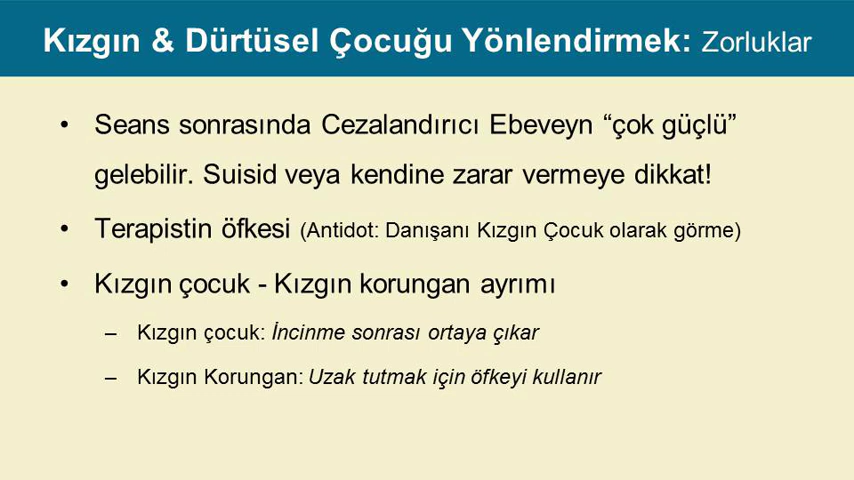 Kızgın & Dürtüsel Çocuğu Yönlendirmek: Zorluklar
• Seans sonrasında Cezalandırıcı Ebeveyn “çok güçlü”
gelebilir. Suisid veya kendine zarar vermeye dikkat!
• Terapistin öfkesi (Antidot: Danışanı Kızgın Çocuk olarak görme)
• Kızgın çocuk - Kızgın korungan ayrımı
– Kızgın çocuk: İncinme sonrası ortaya çıkar
– Kızgın Korungan: Uzak tutmak için öfkeyi kullanır